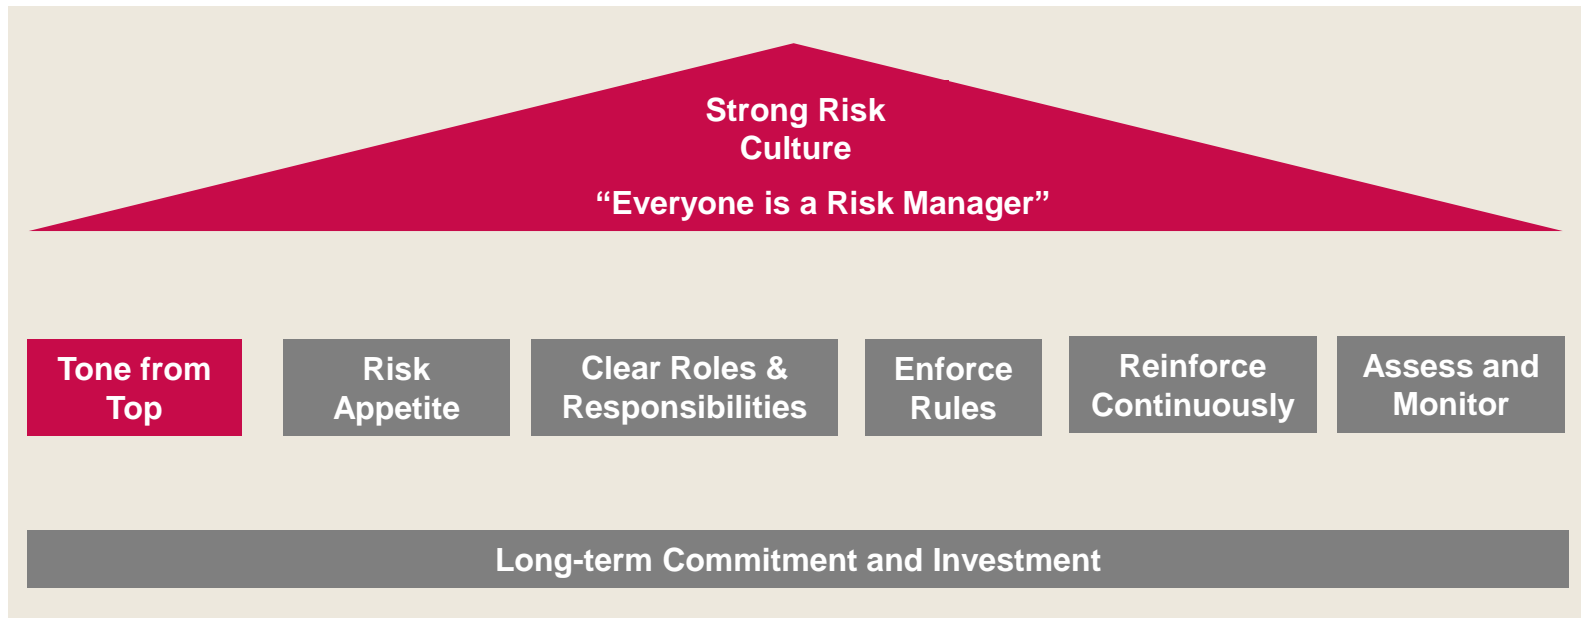 Strong Risk
Culture
“Everyone is a Risk Manager”
Tone from
Top
Risk
Appetite
Clear Roles &
Responsibilities
Enforce
Rules
Reinforce
Continuously
Assess and
Monitor
Long-term Commitment and Investment